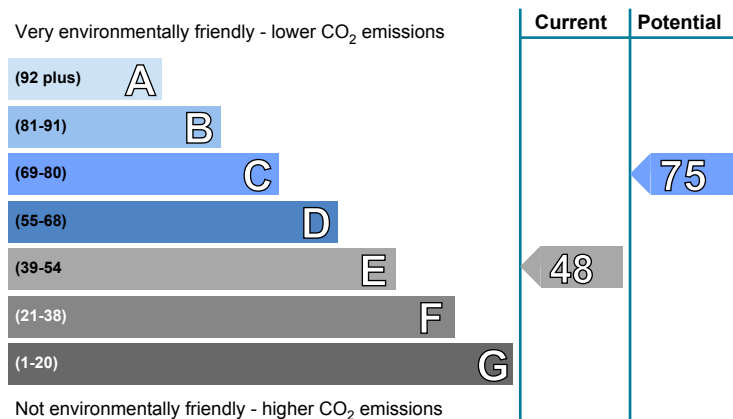 Very environmentally friendly - lower CO₂ emissions
Current
Potential
(92 plus) A
(81-91) B
(69-80) C
75
(55-68) D
(39-54 E
48
(21-38) F
(1-20) G
Not environmentally friendly - higher CO₂ emissions